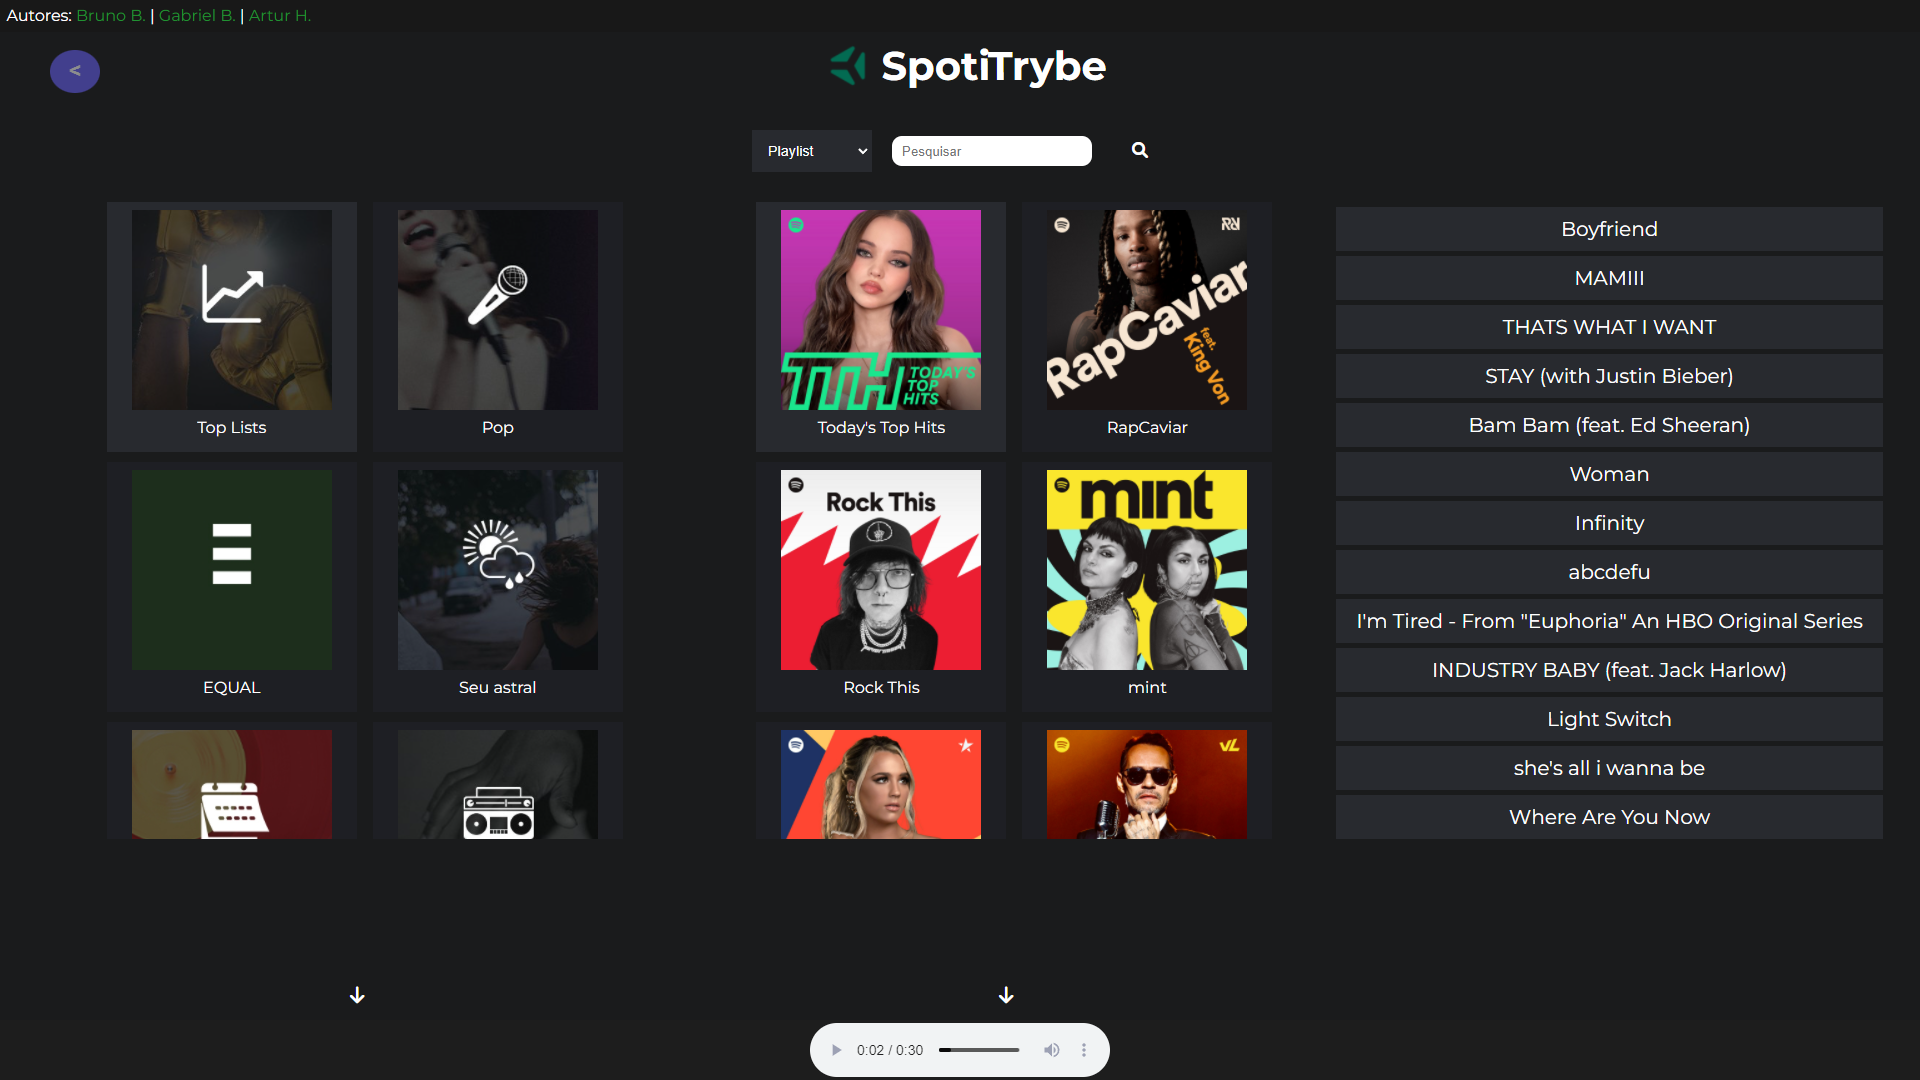 Autores: Bruno B. | Gabriel B. | Artur H.
<
SpotiTrybe
Playlist
Pesquisar
Top Lists
Pop
EQUAL
Seu astral
TTH TODAY'S
TOP
HITS
Today's Top Hits
RapCaviar
feat.
King Von
RapCaviar
Rock This
Rock This
mint
mint
VL
Boyfriend
MAMIII
THATS WHAT I WANT
STAY (with Justin Bieber)
Bam Bam (feat. Ed Sheeran)
Woman
Infinity
abcdefu
I'm Tired - From "Euphoria" An HBO Original Series
INDUSTRY BABY (feat. Jack Harlow)
Light Switch
she's all i wanna be
Where Are You Now
0:02 / 0:30